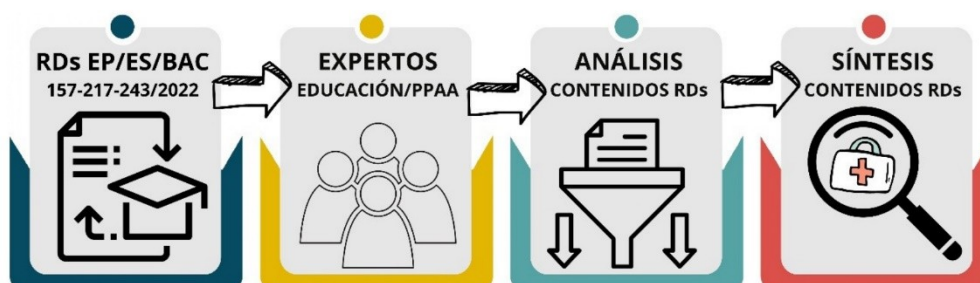 RDs EP/ES/BAC
157-217-243/2022
EXPERTOS
EDUCACIÓN/PPAA
ANÁLISIS
CONTENIDOS RDs
SÍNTESIS
CONTENIDOS RDs